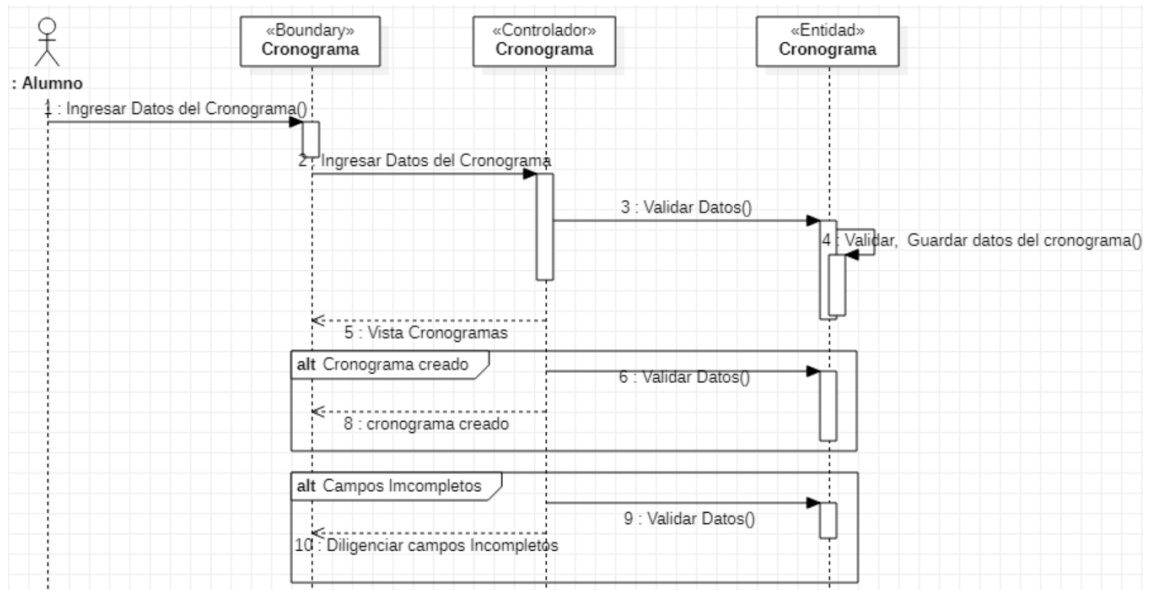 «Boundary»
Cronograma
«Controlador»
Cronograma
«Entidad»
Cronograma
: Alumno
1 : Ingresar Datos del Cronograma()
2 : Ingresar Datos del Cronograma
3 : Validar Datos()
4 : Validar, Guardar datos del cronograma()
5 : Vista Cronogramas
alt Cronograma creado
6 : Validar Datos()
8 : cronograma creado
alt Campos Imcompletos
9 : Validar Datos()
10 : Diligenciar campos Incompletos